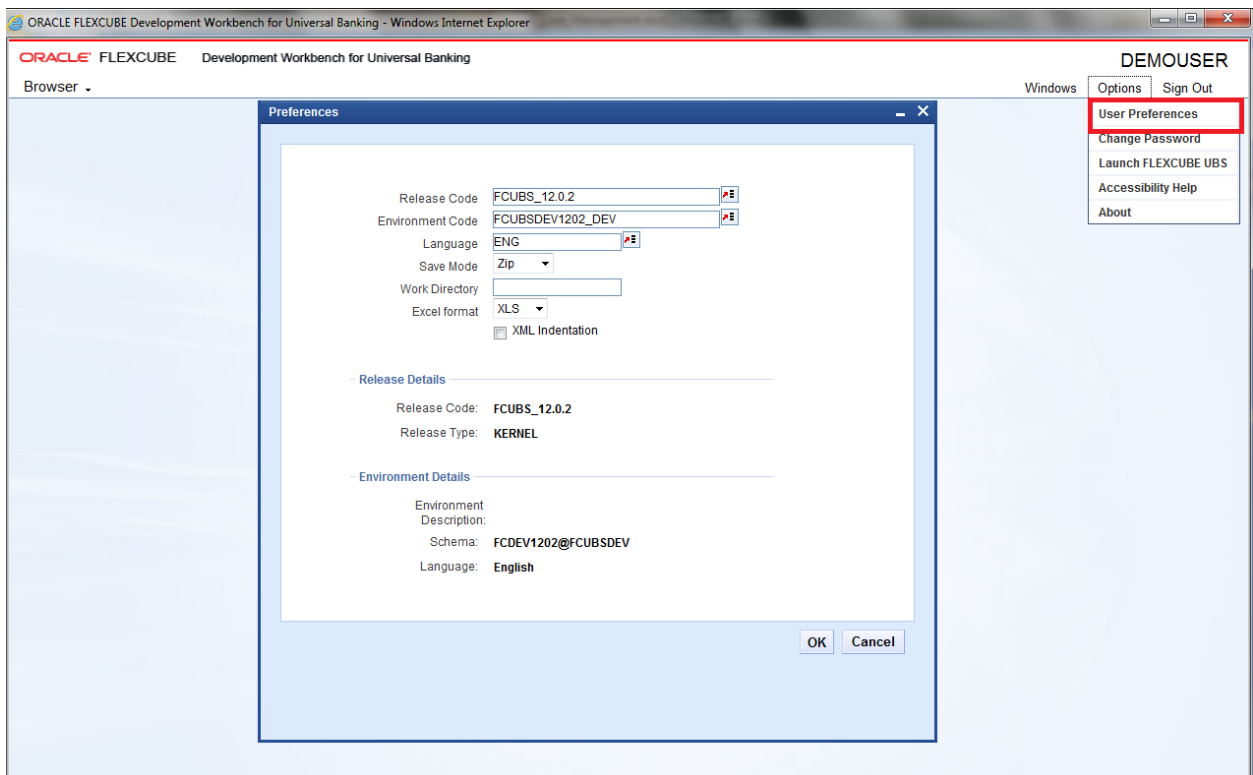 ORACLE FLEXCUBE Development Workbench for Universal Banking - Windows Internet Explorer
ORACLE FLEXCUBE Development Workbench for Universal Banking
DEMOUSER
Browser
Windows Options Sign Out
User Preferences
Change Password
Launch FLEXCUBE UBS
Accessibility Help
About
Preferences
Release Code FCUBS_12.0.2
Environment Code FCUBSDEV1202_DEV
Language ENG
Save Mode Zip
Work Directory
Excel format XLS
XML Indentation
Release Details
Release Code: FCUBS_12.0.2
Release Type: KERNEL
Environment Details
Environment
Description:
Schema: FCDEV1202@FCUBSDEV
Language: English
OK Cancel